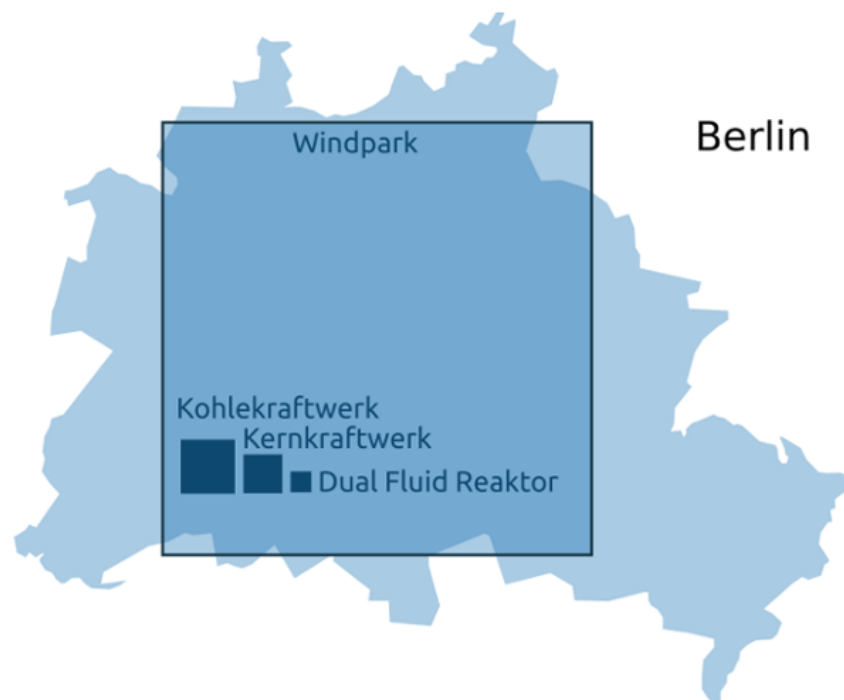 Windpark
Berlin
Kohlekraftwerk
Kernkraftwerk
Dual Fluid Reaktor